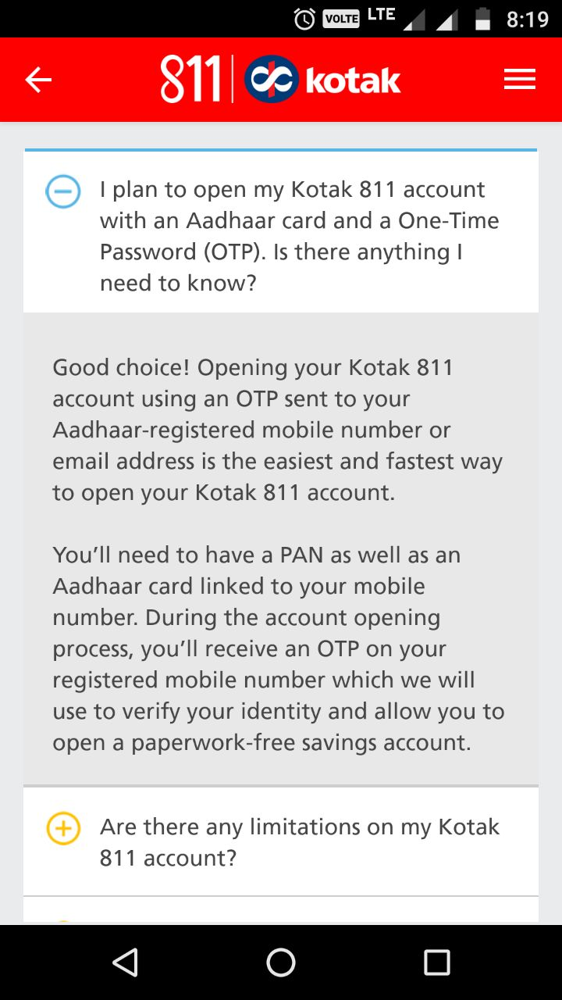 VOLTE LTE 8:19
811 kotak
I plan to open my Kotak 811 account
with an Aadhaar card and a One-Time
Password (OTP). Is there anything I
need to know?
Good choice! Opening your Kotak 811
account using an OTP sent to your
Aadhaar-registered mobile number or
email address is the easiest and fastest way
to open your Kotak 811 account.
You’ll need to have a PAN as well as an
Aadhaar card linked to your mobile
number. During the account opening
process, you’ll receive an OTP on your
registered mobile number which we will
use to verify your identity and allow you to
open a paperwork-free savings account.
Are there any limitations on my Kotak
811 account?